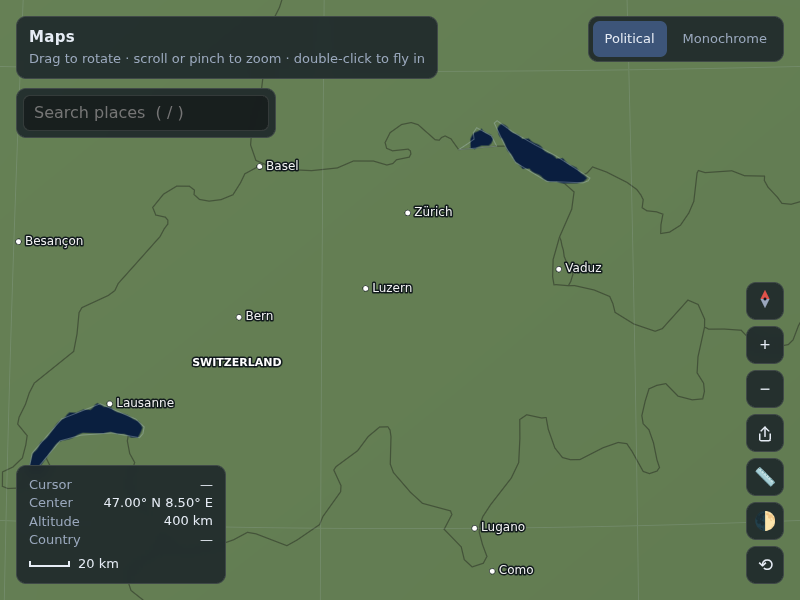 Maps
Drag to rotate · scroll or pinch to zoom · double-click to fly in
Political
Monochrome
Search places ( / )
Basel
Zürich
Besançon
Vaduz
Luzern
Bern
+
SWITZERLAND
−
Lausanne
Cursor —
Center 47.00° N 8.50° E
Altitude 400 km
Country —
20 km
Lugano
Como